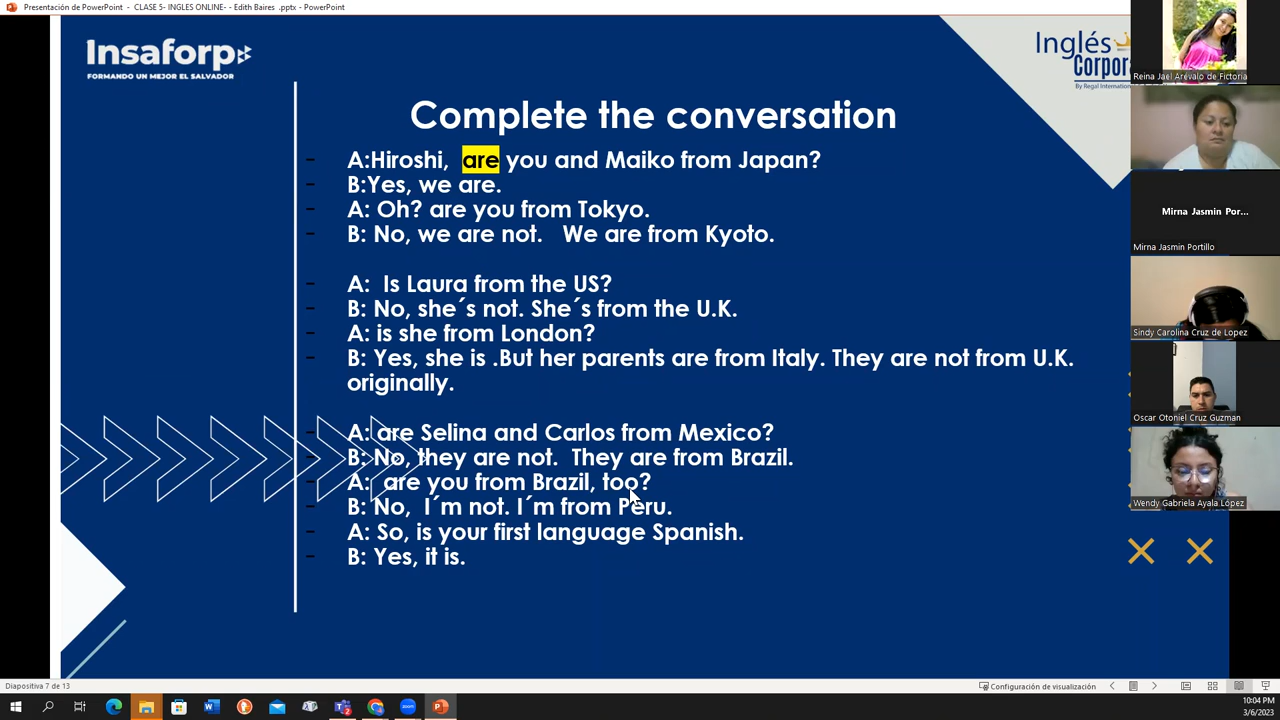 Presentación de PowerPoint - CLASE 5- INGLES ONLINE- - Edith Baires .pptx - PowerPoint
Insaforp
FORMANDO UN MEJOR EL SALVADOR
Inglés
Corpora
By Regal Internation
Complete the conversation
- A:Hiroshi, are you and Maiko from Japan?
- B:Yes, we are.
- A: Oh? are you from Tokyo.
- B: No, we are not. We are from Kyoto.
- A: Is Laura from the US?
- B: No, she´s not. She´s from the U.K.
- A: is she from London?
- B: Yes, she is .But her parents are from Italy. They are not from U.K.
originally.
- A: are Selina and Carlos from Mexico?
- B: No, they are not. They are from Brazil.
- A: are you from Brazil, too?
- B: No, I´m not. I´m from Peru.
- A: So, is your first language Spanish.
- B: Yes, it is.
Reina Jael Arévalo de Fictoria
Mirna Jasmin Por...
Mirna Jasmin Portillo
Sindy Carolina Cruz de Lopez
Oscar Otoniel Cruz Guzman
Wendy Gabriela Ayala López
Diapositiva 7 de 13
Configuración de visualización
10:04 PM
3/6/2023